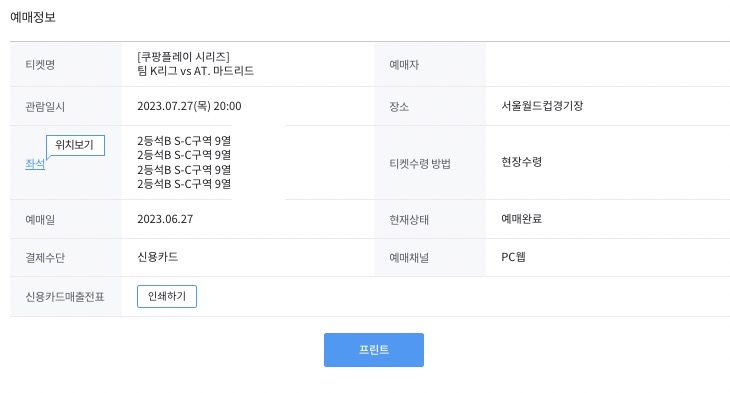 예매정보
티켓명
[쿠팡플레이 시리즈]
팀 K리그 vs AT. 마드리드
예매자
관람일시
2023.07.27(목) 20:00
장소
서울월드컵경기장
위치보기
좌석
2등석B S-C구역 9열
2등석B S-C구역 9열
2등석B S-C구역 9열
2등석B S-C구역 9열
티켓수령 방법
현장수령
예매일
2023.06.27
현재상태
예매완료
결제수단
신용카드
예매채널
PC웹
신용카드매출전표
인쇄하기
프린트